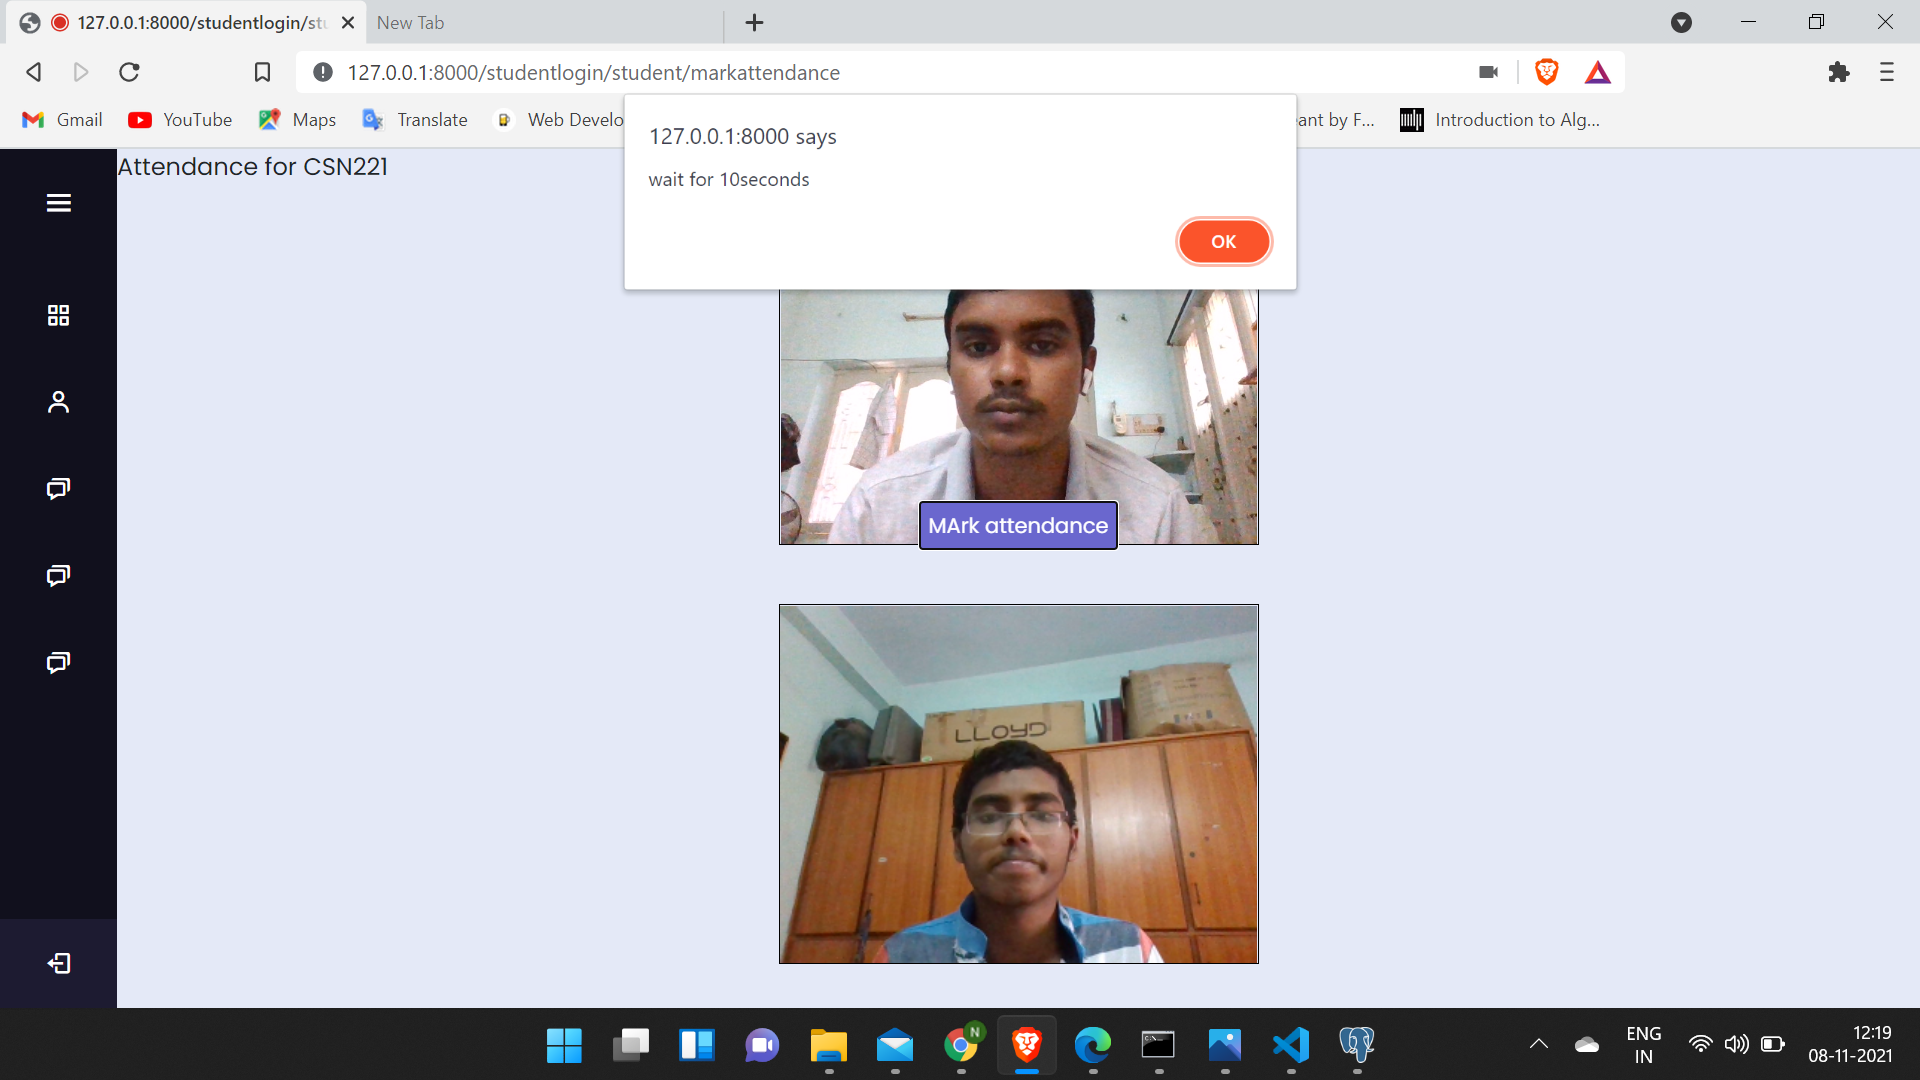 127.0.0.1:8000/studentlogin/stu
New Tab
127.0.0.1:8000/studentlogin/student/markattendance
Gmail
YouTube
Maps
Translate
Web Develo
ant by F...
Introduction to Alg...
127.0.0.1:8000 says
wait for 10seconds
OK
Attendance for CSN221
MArk attendance
LLOYD
N
ENG
IN
12:19
08-11-2021